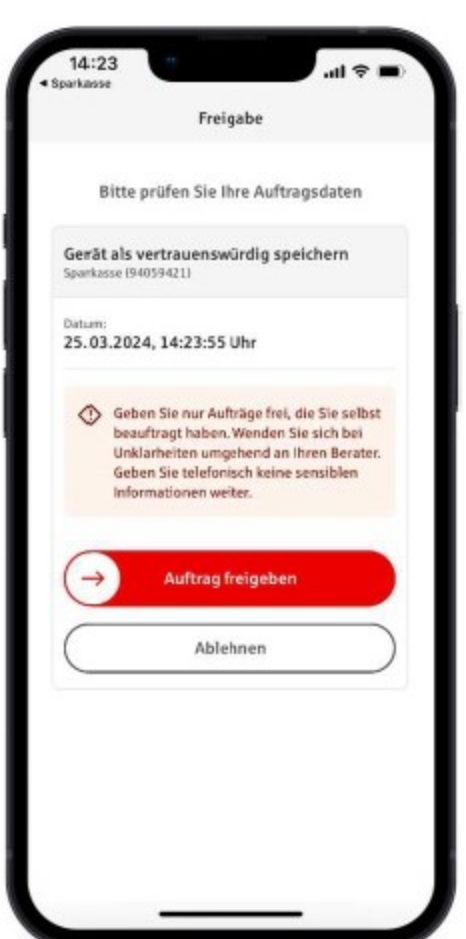 14:23
◀ Sparkasse
Freigabe
Bitte prüfen Sie Ihre Auftragsdaten
Gerät als vertrauenswürdig speichern
Sparkasse (94059421)
Datum:
25.03.2024, 14:23:55 Uhr
Geben Sie nur Aufträge frei, die Sie selbst
beauftragt haben. Wenden Sie sich bei
Unklarheiten umgehend an Ihren Berater.
Geben Sie telefonisch keine sensiblen
Informationen weiter.
Auftrag freigeben
Ablehnen